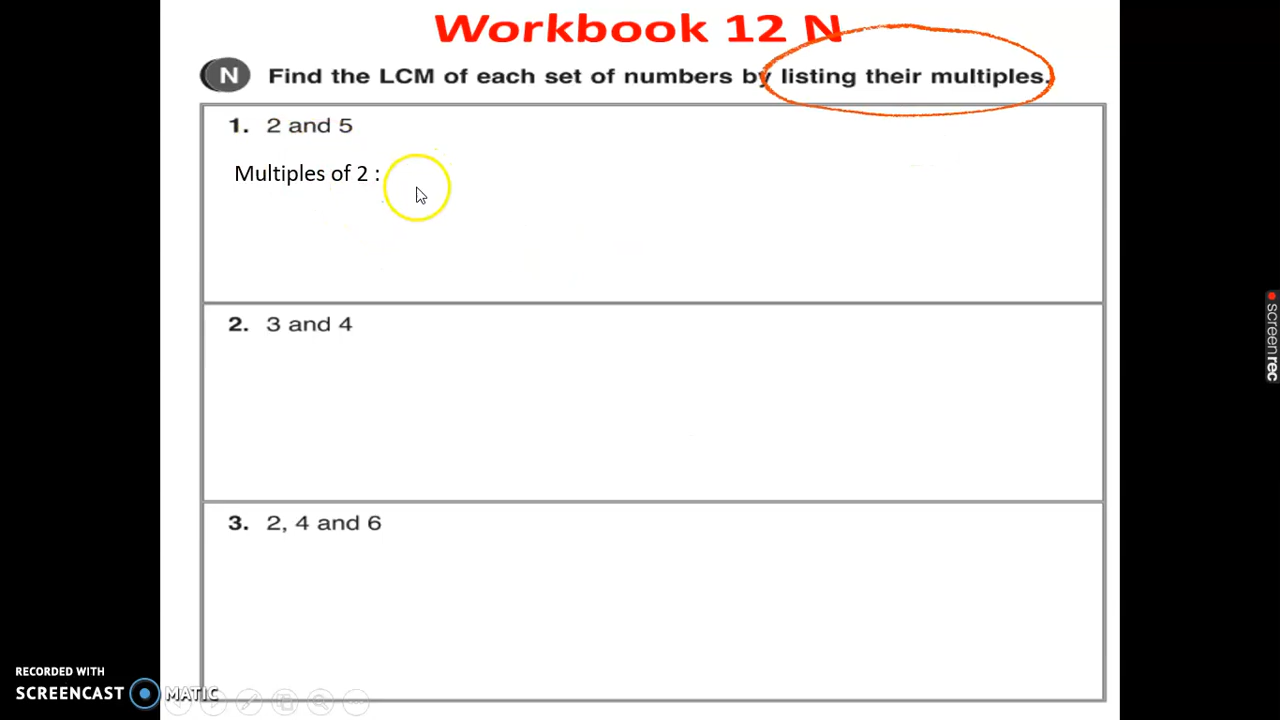 Workbook 12 N
N Find the LCM of each set of numbers by listing their multiples.
1. 2 and 5
Multiples of 2 :
2. 3 and 4
3. 2, 4 and 6
screenrec
RECORDED WITH
SCREENCAST MATIC